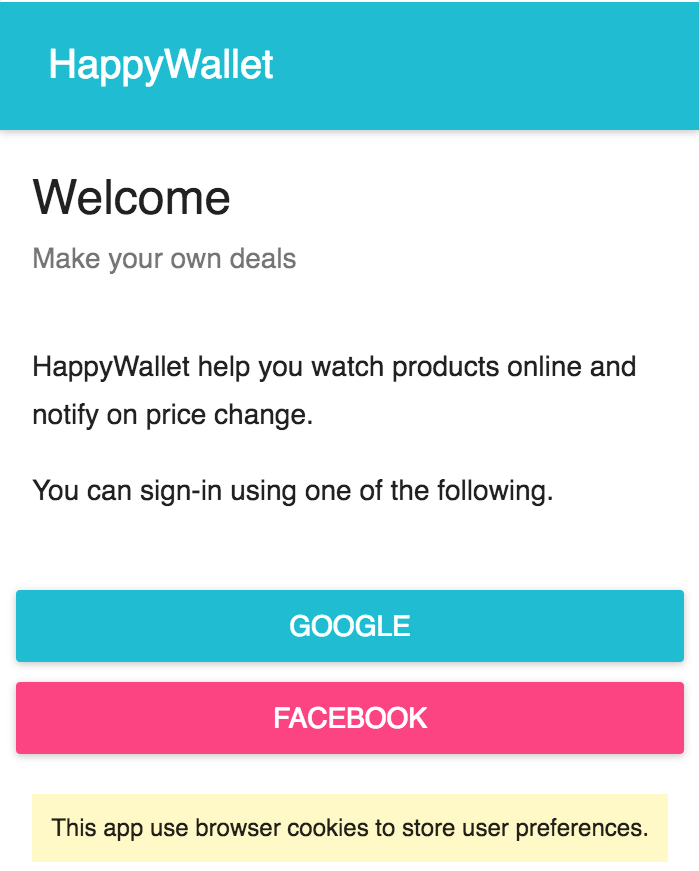 HappyWallet
Welcome
Make your own deals
HappyWallet help you watch products online and
notify on price change.
You can sign-in using one of the following.
GOOGLE
FACEBOOK
This app use browser cookies to store user preferences.